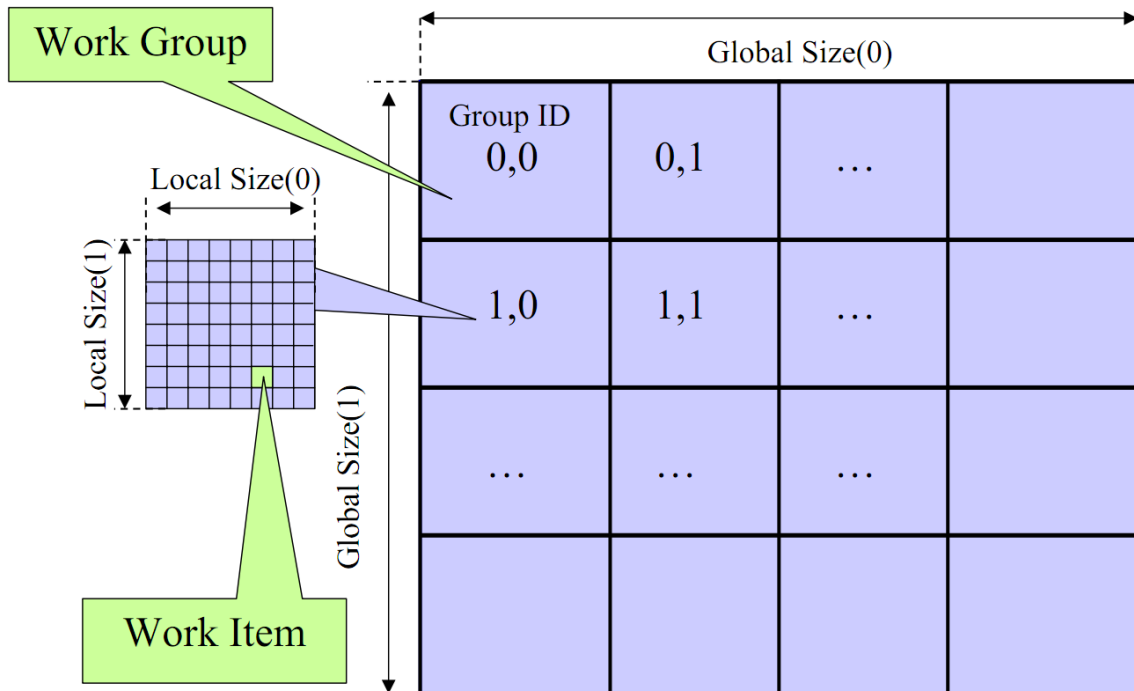 Work Group
Global Size(0)
Group ID
0,0
0,1
...
Local Size(0)
Local Size(1)
1,0
1,1
...
Global Size(1)
...
...
...
Work Item